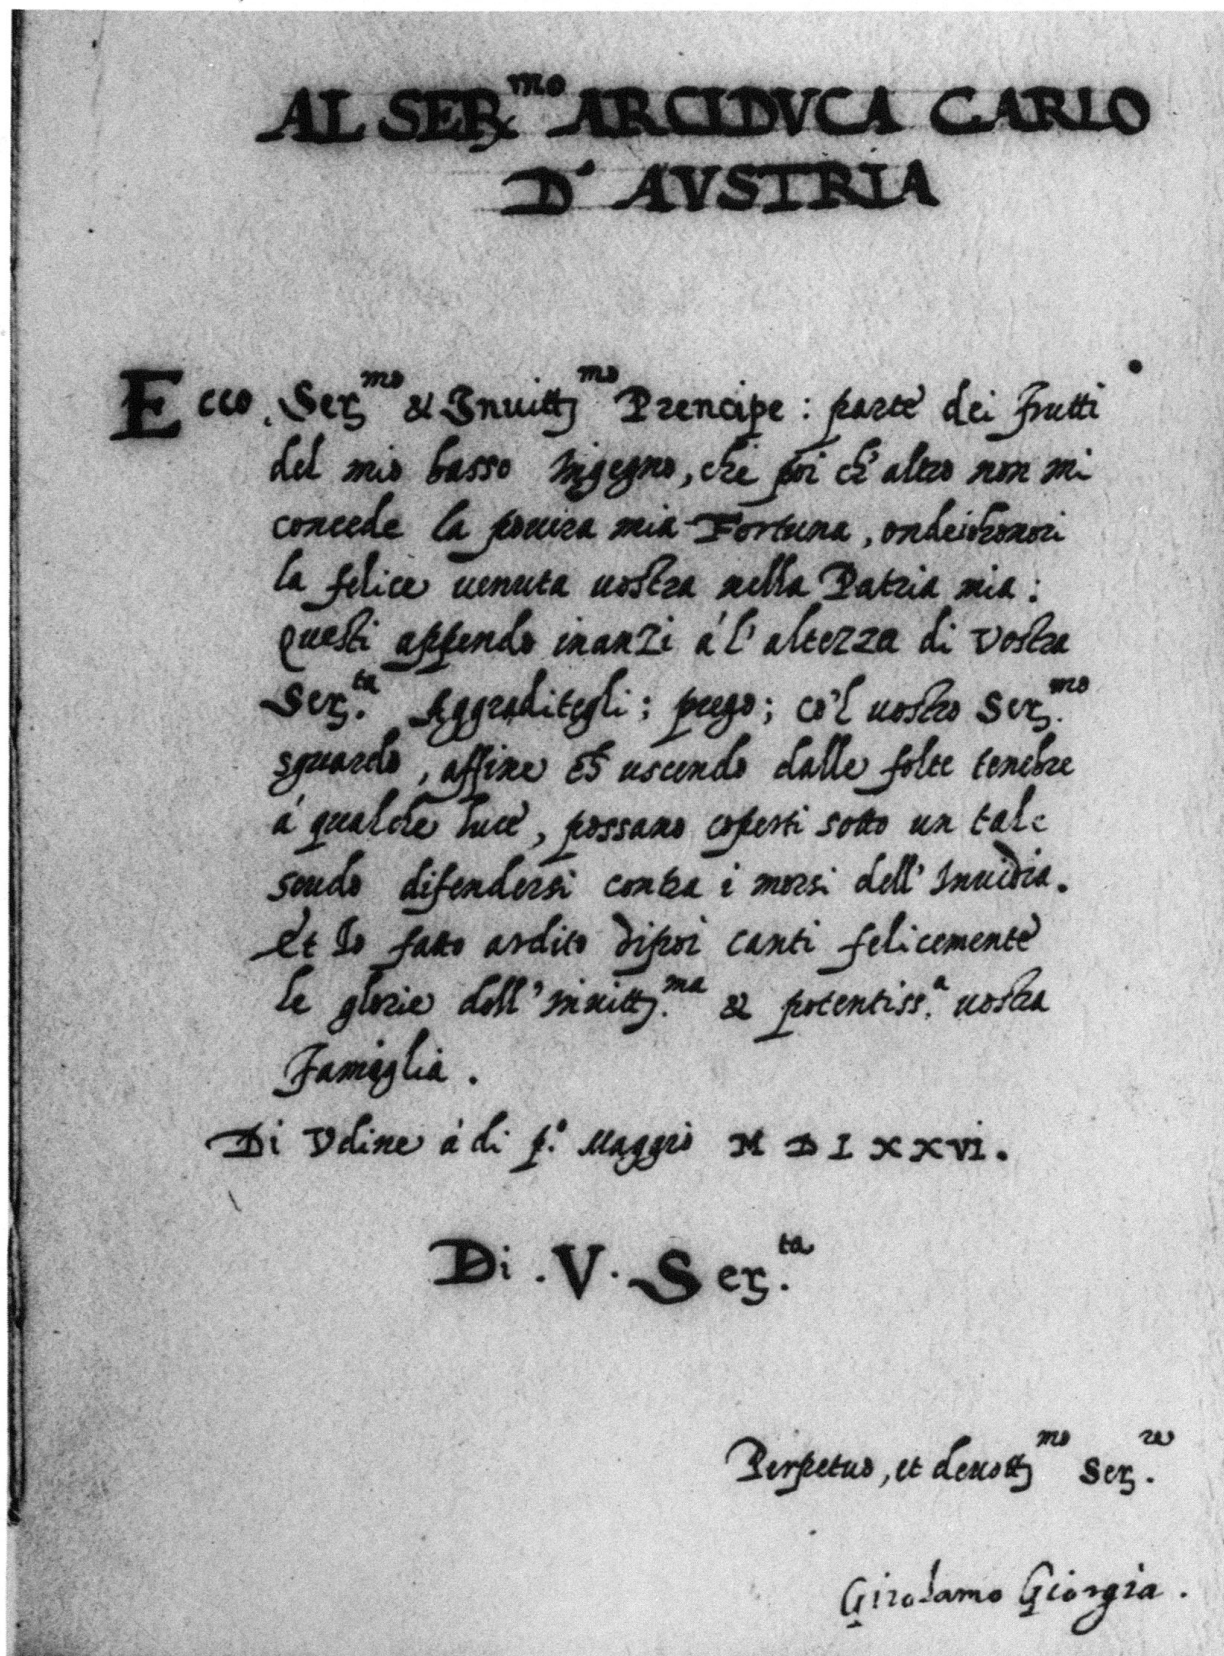 AL SER.mo ARCIDVCA CARLO
D' AVSTRIA
Ecco, Ser.mo & Inuitt.mo Prencipe: parte dei Frutti
del mio basso ingegno, che poi ch' altro non mi
concede la pouera mia Fortuna, ond'io honori
la felice uenuta uostra nella Patria mia:
Questi appendo inanzi á l' altezza di Vostra
Ser.ta Aggraditegli; prego; co'l uostro Ser.mo
sguardo, affine ch' uscendo dalle folte tenebre
á qualche luce, possano coperti sotto un tale
scudo difendersi contra i morsi dell' Inuidia.
Et Io fatto ardito dipoi canti felicemente
le glorie dell' inuitt.ma & potentiss.a uostra
Famiglia.
Di Vdine á di p.o Maggio M D L XXVI.
Di . V . Ser.ta
Perpetuo, et deuott.mo Ser.re
Girolamo Giorgia.